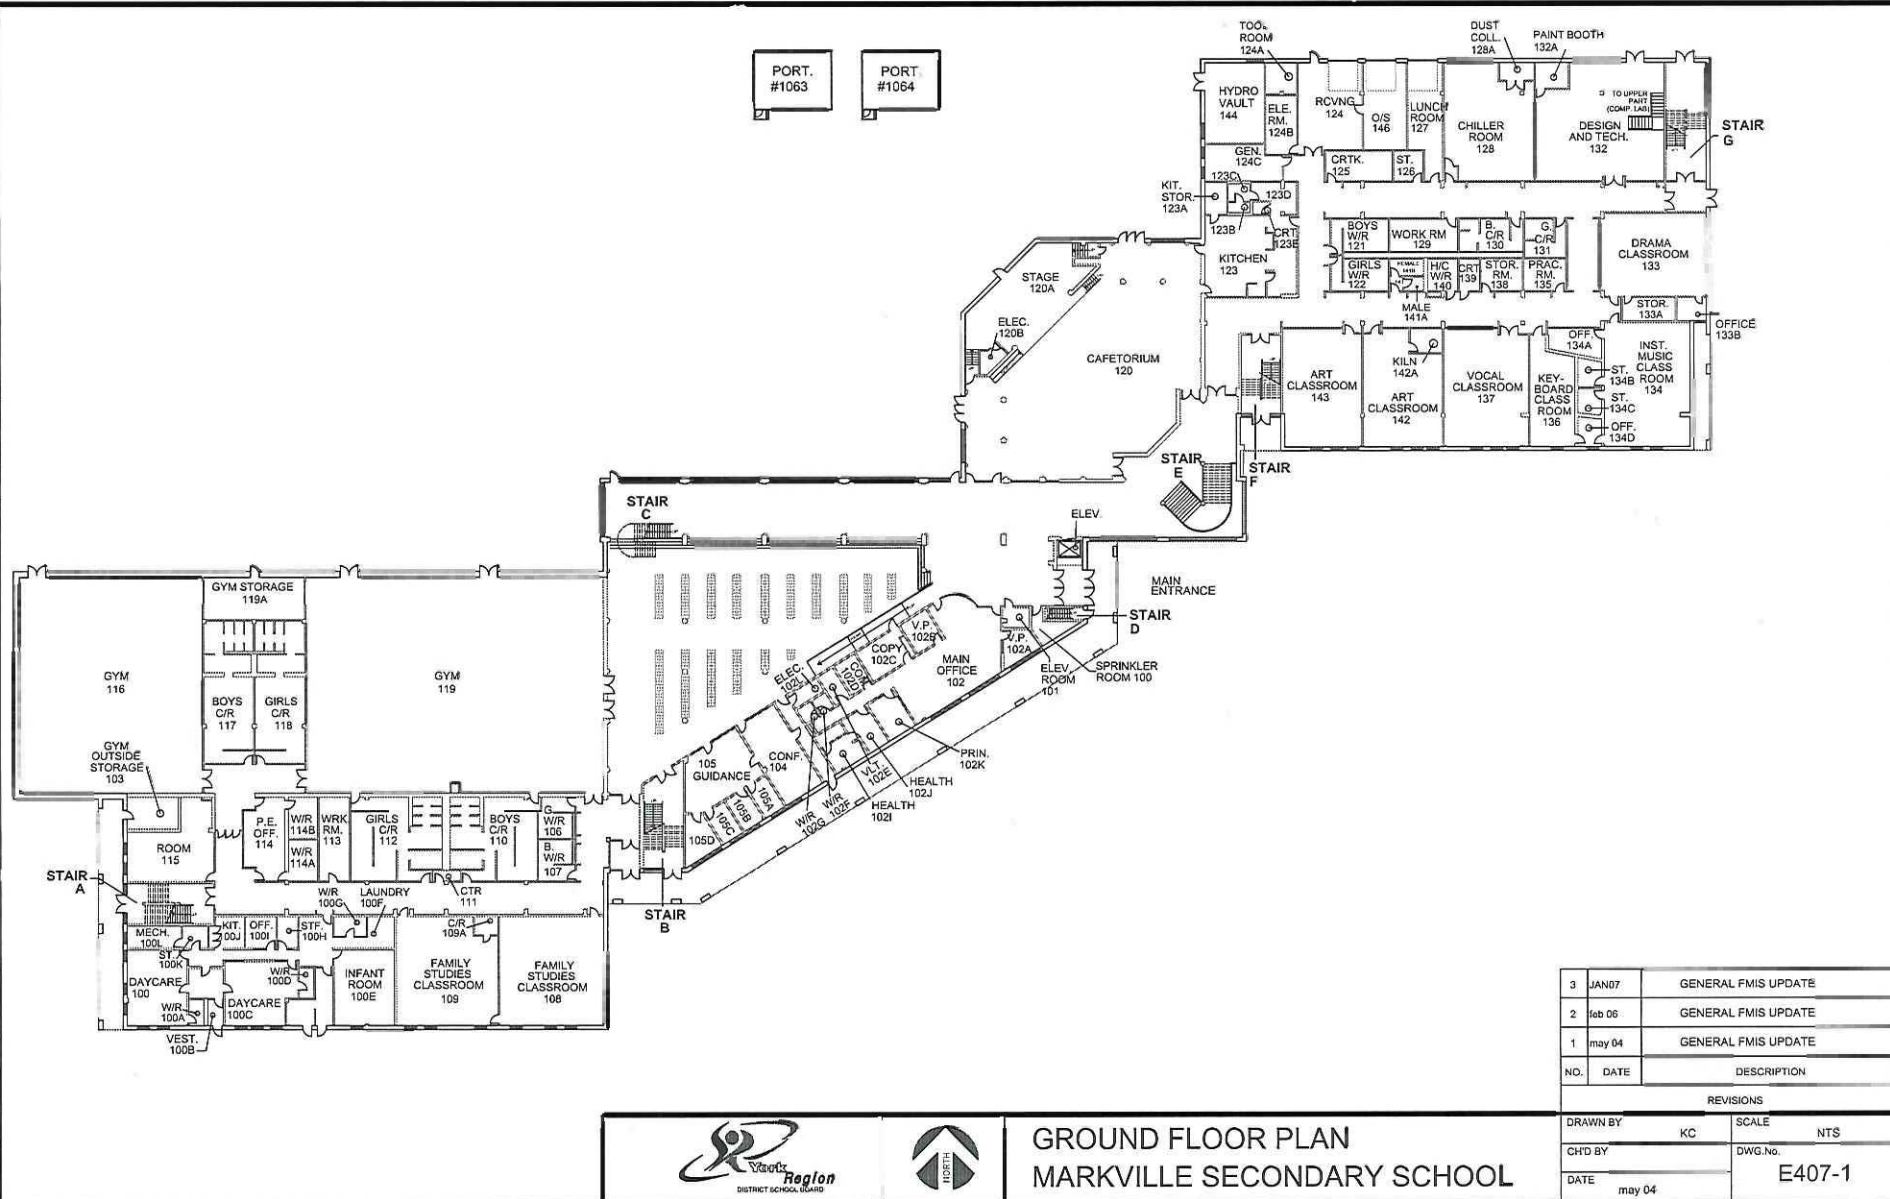 PORT.
#1063
PORT
#1064
ROOM
124A
DUST
COLL.
128A
PAINT BOOTH
132A
HYDRO
VAULT
144
ELE.
RM.
124B
RCVNG
124
O/S
146
LUNCH
ROOM
127
CHILLER
ROOM
128
TO UPPER
PART
(COMP. LAB)
DESIGN
AND TECH.
132
STAIR
G
GEN.
124C
CRTK.
125
ST.
126
KIT.
STOR.
123A
123C
123D
123B
CRT
123E
KITCHEN
123
BOYS
W/R
121
WORK RM
129
B.
C/R
130
G.
C/R
131
DRAMA
CLASSROOM
133
GIRLS
W/R
122
FEMALE
141B
H/C
W/R
140
CRT
139
STOR.
RM.
138
PRAC.
RM.
135
MALE
141A
STOR.
133A
OFFICE
133B
STAGE
120A
ELEC.
120B
CAFETORIUM
120
ART
CLASSROOM
143
KILN
142A
ART
CLASSROOM
142
VOCAL
CLASSROOM
137
KEY-
BOARD
CLASS
ROOM
136
OFF.
134A
ST.
134B
ST.
134C
OFF.
134D
INST.
MUSIC
CLASS
ROOM
134
STAIR
E
STAIR
F
STAIR
C
ELEV.
MAIN
ENTRANCE
STAIR
D
GYM STORAGE
119A
GYM
116
BOYS
C/R
117
GIRLS
C/R
118
GYM
119
GYM
OUTSIDE
STORAGE
103
V.P.
102B
COPY
102C
COM.
102D
ELEC.
102L
MAIN
OFFICE
102
V.P.
102A
ELEV.
ROOM
101
SPRINKLER
ROOM 100
PRIN.
102K
HEALTH
102J
HEALTH
102I
VLT.
102E
W/R
102F
W/R
102G
CONF.
104
105
GUIDANCE
105A
105B
105C
105D
ROOM
115
P.E.
OFF.
114
W/R
114B
W/R
114A
WRK
RM.
113
GIRLS
C/R
112
BOYS
C/R
110
G.
W/R
106
B.
W/R
107
STAIR
A
W/R
100G
LAUNDRY
100F
CTR
111
STAIR
B
MECH.
100L
ST.
100K
KIT.
100J
OFF.
100I
STF.
100H
C/R
109A
DAYCARE
100
W/R
100A
VEST.
100B
DAYCARE
100C
W/R
100D
INFANT
ROOM
100E
FAMILY
STUDIES
CLASSROOM
109
FAMILY
STUDIES
CLASSROOM
108
3 JAN07 GENERAL FMIS UPDATE
2 feb 06 GENERAL FMIS UPDATE
1 may 04 GENERAL FMIS UPDATE
NO. DATE DESCRIPTION
REVISIONS
York
Region
DISTRICT SCHOOL BOARD
NORTH
GROUND FLOOR PLAN
MARKVILLE SECONDARY SCHOOL
DRAWN BY KC
SCALE NTS
CH'D BY
DWG.No. E407-1
DATE may 04